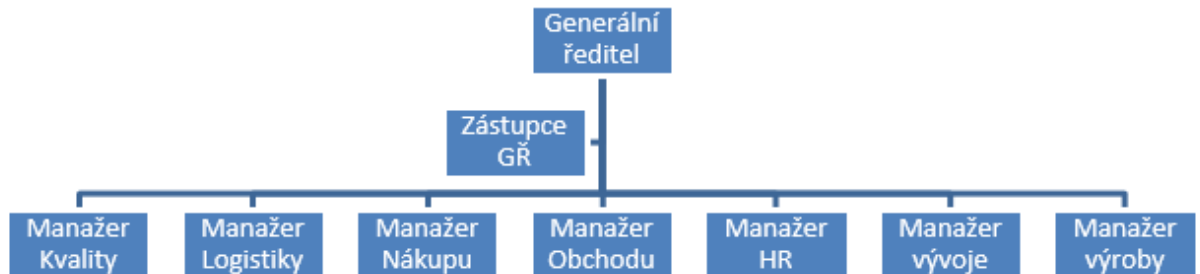 Generální
ředitel
Zástupce
GŘ
Manažer
Kvality
Manažer
Logistiky
Manažer
Nákupu
Manažer
Obchodu
Manažer
HR
Manažer
vývoje
Manažer
výroby